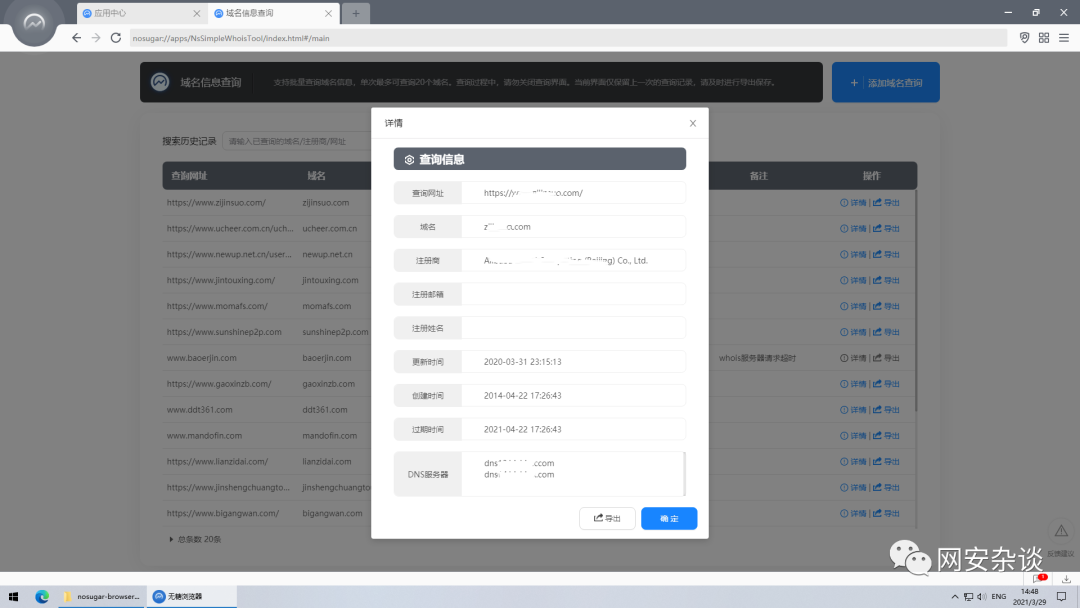 应用中心
域名信息查询
nosugar://apps/NsSimpleWhoisTool/index.html#/main
域名信息查询
支持批量查询域名信息，单次最多可查询20个域名。查询过程中，请勿关闭查询界面。当前界面仅保留上一次的查询记录，请及时进行导出保存。
+ 添加域名查询
搜索历史记录
请输入已查询的域名/注册商/网址
查询网址 域名 备注 操作
https://www.zijinsuo.com/ zijinsuo.com 详情 | 导出
https://www.ucheer.com.cn/uch... ucheer.com.cn 详情 | 导出
https://www.newup.net.cn/user... newup.net.cn 详情 | 导出
https://www.jintouxing.com/ jintouxing.com 详情 | 导出
https://www.momafs.com/ momafs.com 详情 | 导出
https://www.sunshinep2p.com sunshinep2p.com 详情 | 导出
www.baoerjin.com baoerjin.com whois服务器请求超时 详情 | 导出
https://www.gaoxinzb.com/ gaoxinzb.com 详情 | 导出
www.ddt361.com ddt361.com 详情 | 导出
www.mandofin.com mandofin.com 详情 | 导出
https://www.lianzidai.com/ lianzidai.com 详情 | 导出
https://www.jinshengchuangto... jinshengchuangto 详情 | 导出
https://www.bigangwan.com/ bigangwan.com 详情 | 导出
总条数 20条
详情
查询信息
查询网址 https:// .com/
域名 .com
注册商 (Beijing) Co., Ltd.
注册邮箱
注册姓名
更新时间 2020-03-31 23:15:13
创建时间 2014-04-22 17:26:43
过期时间 2021-04-22 17:26:43
DNS服务器 dns .com
dns .com
导出
确定
反馈建议
网安杂谈
1
nosugar-browser...
无糖浏览器
ENG
14:48
2021/3/29